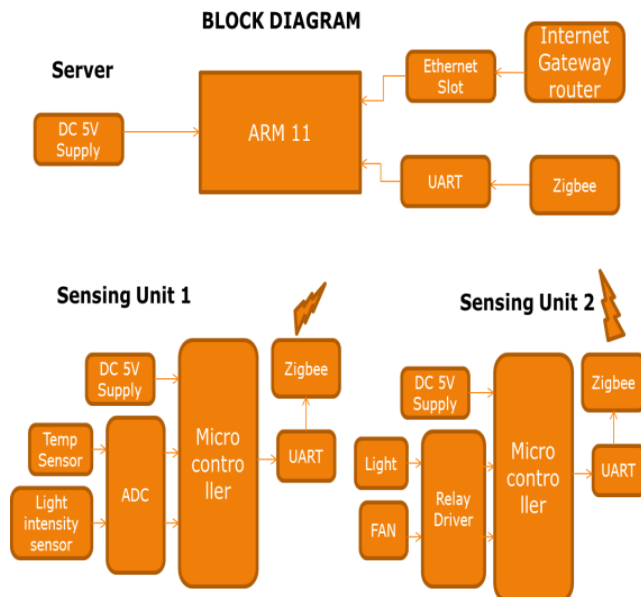 BLOCK DIAGRAM
Server
DC 5V
Supply
ARM 11
Ethernet
Slot
Internet
Gateway
router
UART
Zigbee
Sensing Unit 1
DC 5V
Supply
Temp
Sensor
Light
intensity
sensor
ADC
Micro
contro
ller
Zigbee
UART
Sensing Unit 2
DC 5V
Supply
Light
FAN
Relay
Driver
Micro
contro
ller
Zigbee
UART